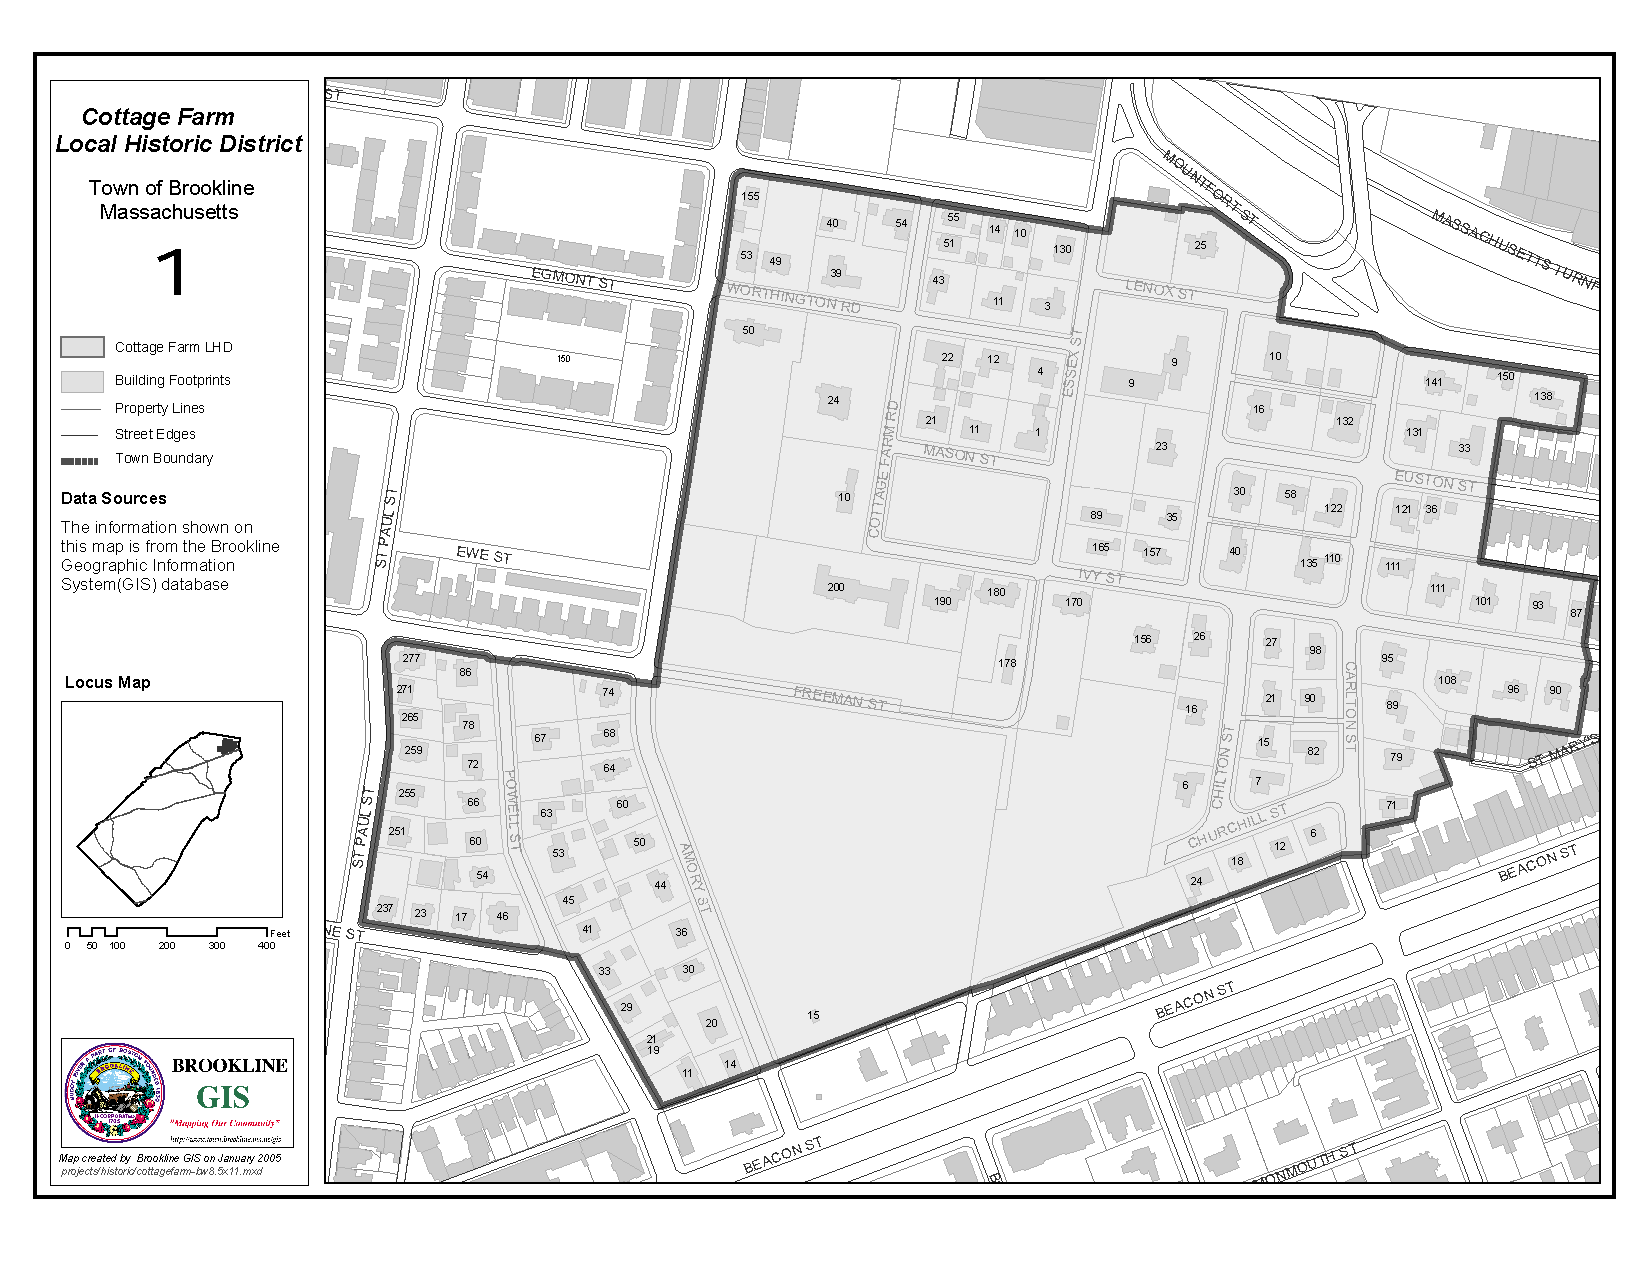 Cottage Farm
Local Historic District
Town of Brookline
Massachusetts
1
Cottage Farm LHD
Building Footprints
Property Lines
Street Edges
Town Boundary
Data Sources
The information shown on
this map is from the Brookline
Geographic Information
System(GIS) database
Locus Map
Feet
0 50 100 200 300 400
BROOKLINE
GIS
"Mapping Our Community"
http://www.town.brookline.ma.us/gis
Map created by Brookline GIS on January 2005
projects/historic/cottagefarm-bw8.5x11.mxd
ST
MOUNTFORT ST
MASSACHUSETTS TURNP
155
40
54
55
14
10
51
130
25
53
49
39
43
11
3
EGMONT ST
WORTHINGTON RD
LENOX ST
50
150
22
12
4
ESSEX ST
9
9
10
141
150
138
24
16
132
21
11
1
131
33
COTTAGE FARM RD
MASON ST
23
EUSTON ST
10
30
58
122
121
36
89
35
ST PAUL ST
EWE ST
165
157
40
135
110
111
IVY ST
200
190
180
170
111
101
93
87
277
86
178
156
26
27
98
95
271
74
FREEMAN ST
CARLTON ST
108
96
90
265
78
67
68
16
21
90
89
259
72
64
15
82
79
ST MARY'S
255
66
63
60
6
7
CHILTON ST
71
POWELL ST
ST PAUL ST
251
60
53
50
AMORY ST
CHURCHILL ST
6
12
18
54
44
24
BEACON ST
237
23
17
46
45
NE ST
41
36
33
30
29
20
15
BEACON ST
21
19
11
14
BEACON ST
B
MONMOUTH ST